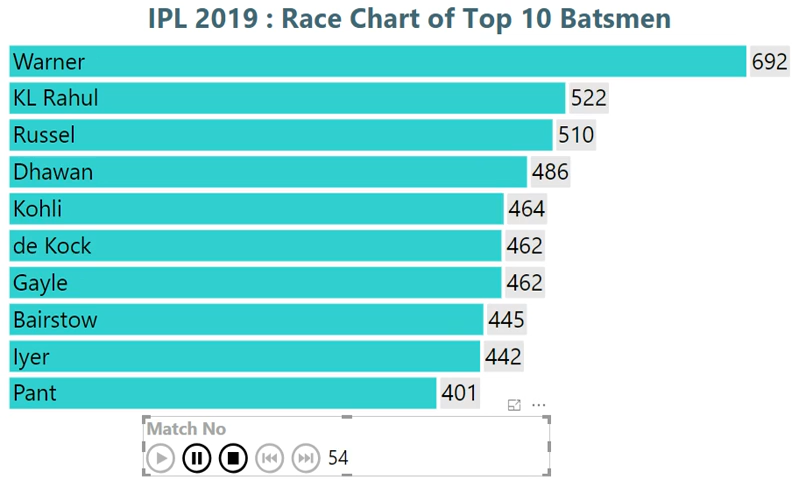 IPL 2019 : Race Chart of Top 10 Batsmen
Warner 692
KL Rahul 522
Russel 510
Dhawan 486
Kohli 464
de Kock 462
Gayle 462
Bairstow 445
Iyer 442
Pant 401
Match No
54